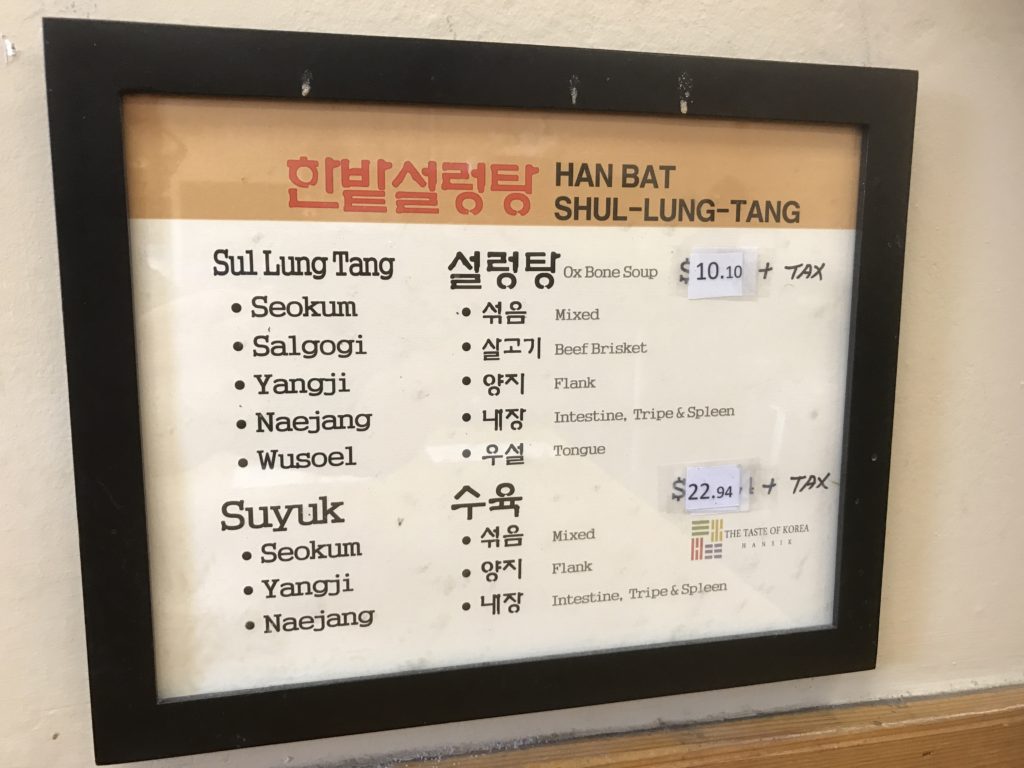 한밭설렁탕 HAN BAT
SHUL-LUNG-TANG
Sul Lung Tang 설렁탕 Ox Bone Soup $10.10 + TAX
• Seokum • 섞음 Mixed
• Salgogi • 살고기 Beef Brisket
• Yangji • 양지 Flank
• Naejang • 내장 Intestine, Tripe & Spleen
• Wusoel • 우설 Tongue
Suyuk 수육 $22.94 + TAX
• Seokum • 섞음 Mixed
• Yangji • 양지 Flank
• Naejang • 내장 Intestine, Tripe & Spleen
THE TASTE OF KOREA
HANSIK